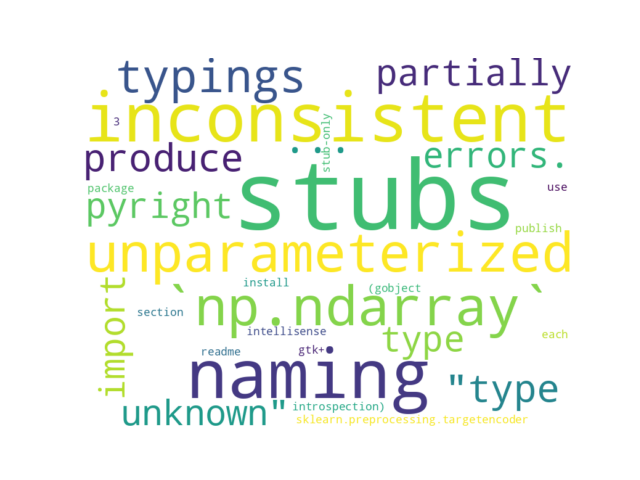 typings
partially
inconsistent
3
...
stub-only
produce
errors.
stubs
package
use
pyright
publish
unparameterized
import
install
(gobject
`np.ndarray`
section
intellisense
type
each
readme
gtk+
naming
"type
unknown"
introspection)
sklearn.preprocessing.targetencoder